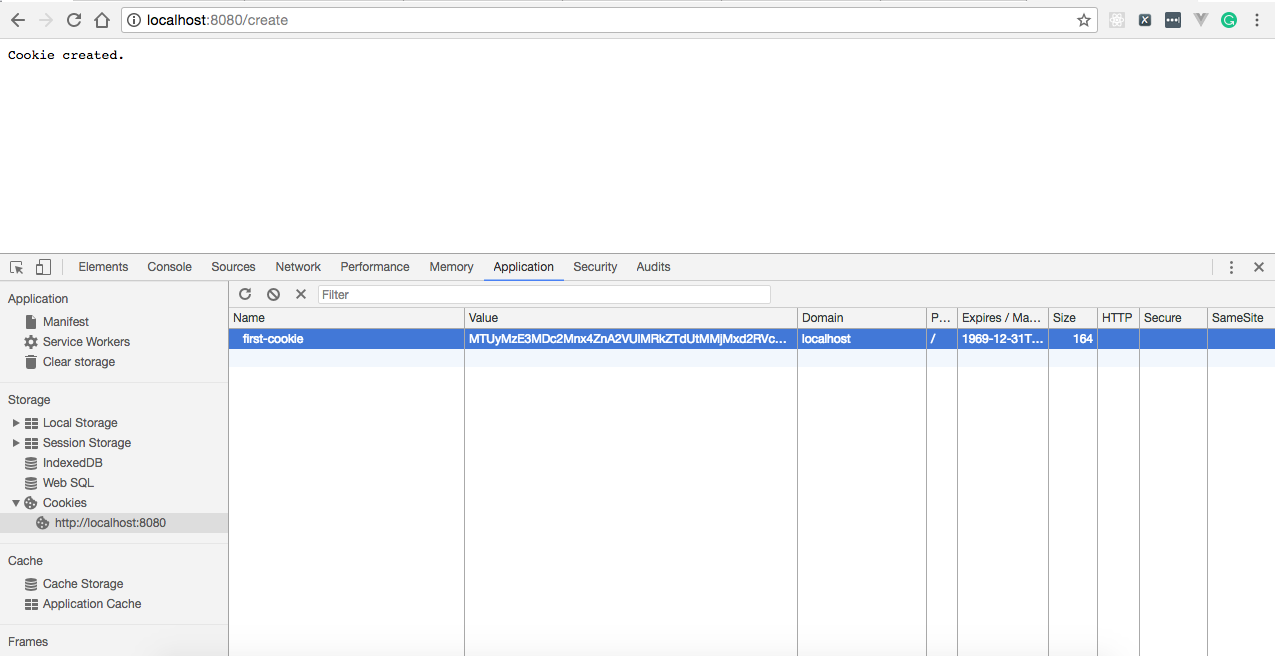 localhost:8080/create
Cookie created.
Elements Console Sources Network Performance Memory Application Security Audits
Application
Manifest
Service Workers
Clear storage
Storage
Local Storage
Session Storage
IndexedDB
Web SQL
Cookies
http://localhost:8080
Cache
Cache Storage
Application Cache
Frames
Filter
Name Value Domain P... Expires / Ma... Size HTTP Secure SameSite
first-cookie MTUyMzE3MDc2Mnx4ZnA2VUlMRkZTdUtMMjMxd2RVc... localhost / 1969-12-31T... 164